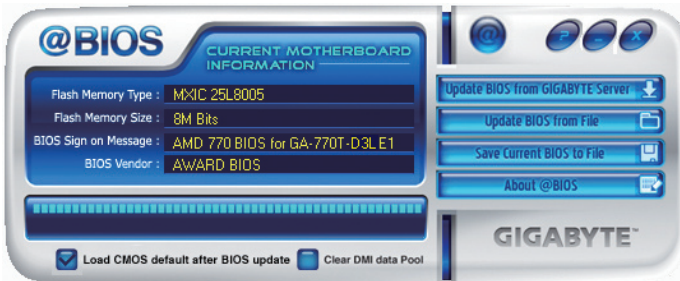 @BIOS
CURRENT MOTHERBOARD
INFORMATION
Flash Memory Type : MXIC 25L8005
Flash Memory Size : 8M Bits
BIOS Sign on Message : AMD 770 BIOS for GA-770T-D3L E1
BIOS Vendor : AWARD BIOS
Load CMOS default after BIOS update
Clear DMI data Pool
@
? _ X
Update BIOS from GIGABYTE Server
Update BIOS from File
Save Current BIOS to File
About @BIOS
GIGABYTE™